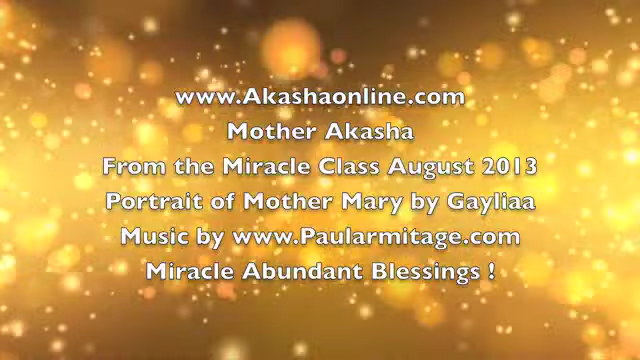 www.Akashaonline.com
Mother Akasha
From the Miracle Class August 2013
Portrait of Mother Mary by Gayliaa
Music by www.Paularmitage.com
Miracle Abundant Blessings !